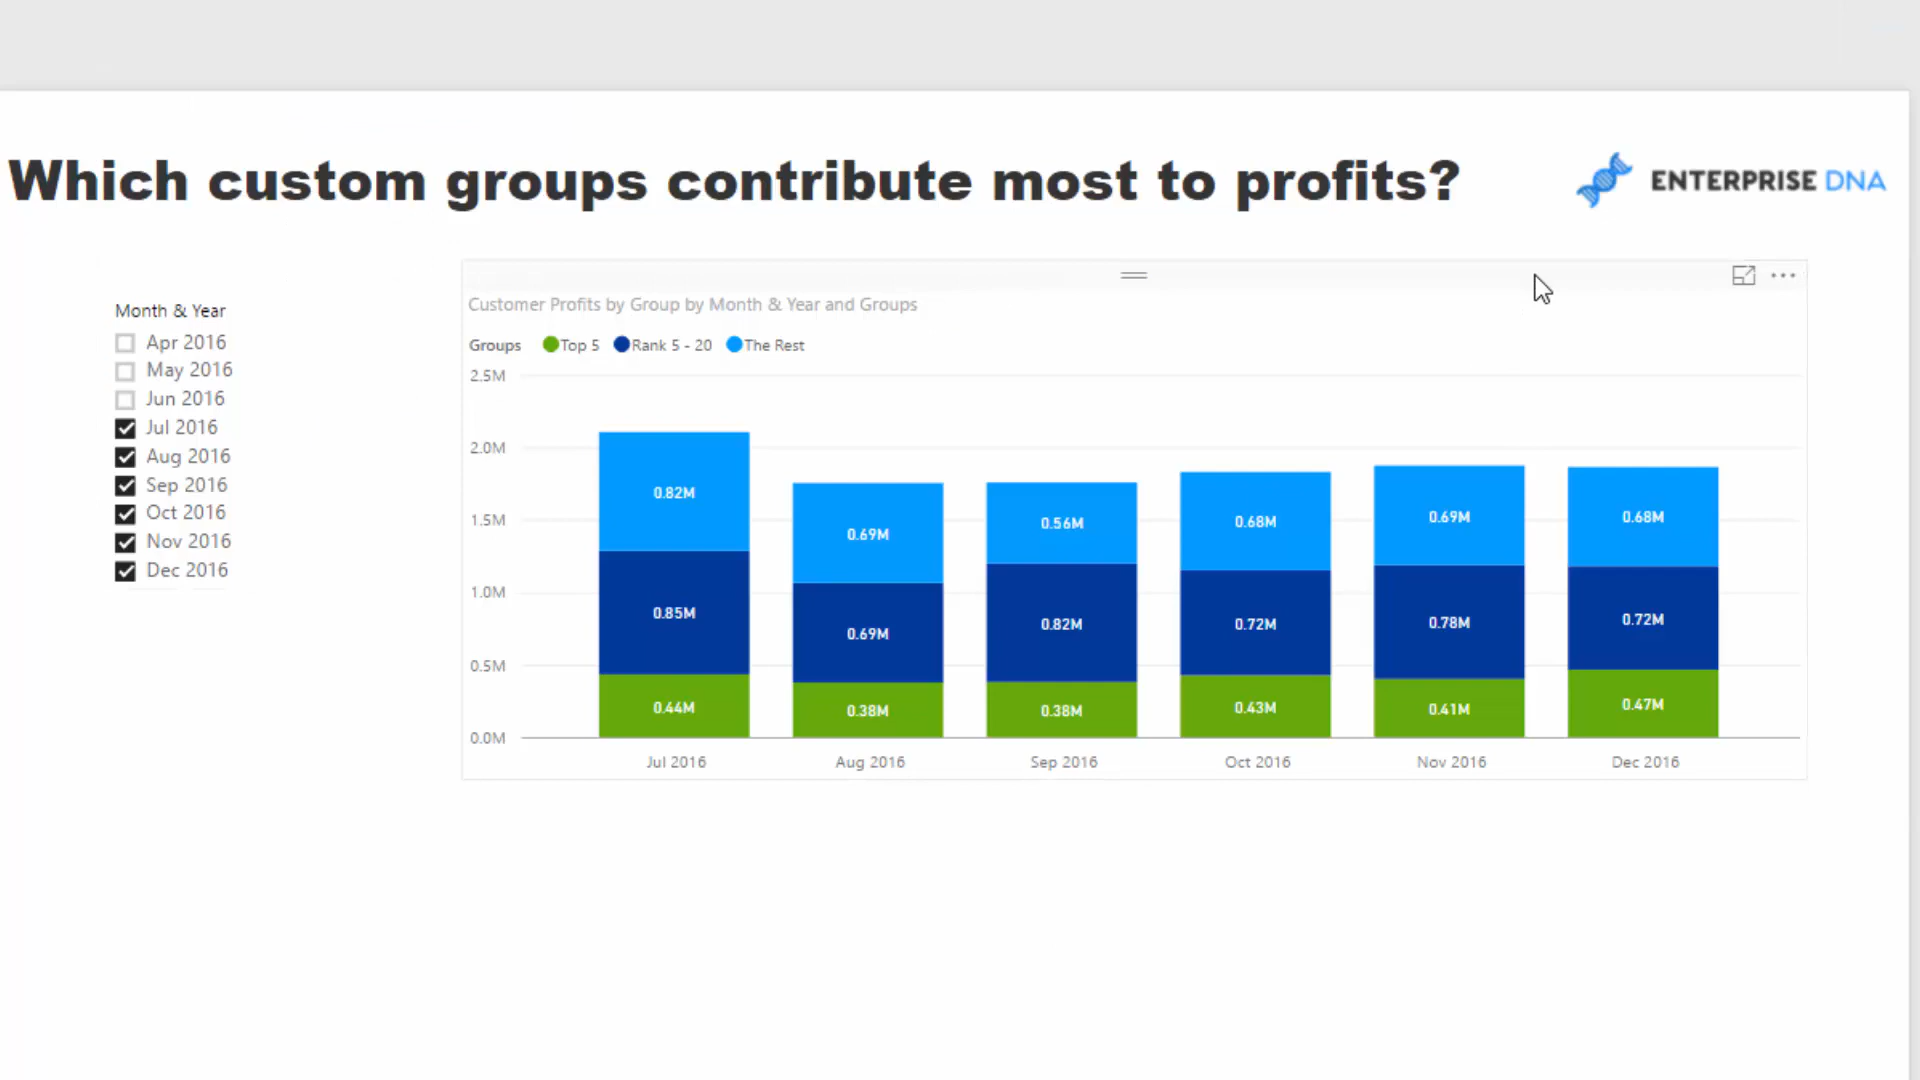 Which custom groups contribute most to profits?
ENTERPRISE DNA
Month & Year
Apr 2016
May 2016
Jun 2016
Jul 2016
Aug 2016
Sep 2016
Oct 2016
Nov 2016
Dec 2016
Customer Profits by Group by Month & Year and Groups
Groups Top 5 Rank 5 - 20 The Rest
2.5M
2.0M
1.5M
1.0M
0.5M
0.0M
0.82M 0.69M 0.56M 0.68M 0.69M 0.68M
0.85M 0.69M 0.82M 0.72M 0.78M 0.72M
0.44M 0.38M 0.38M 0.43M 0.41M 0.47M
Jul 2016 Aug 2016 Sep 2016 Oct 2016 Nov 2016 Dec 2016